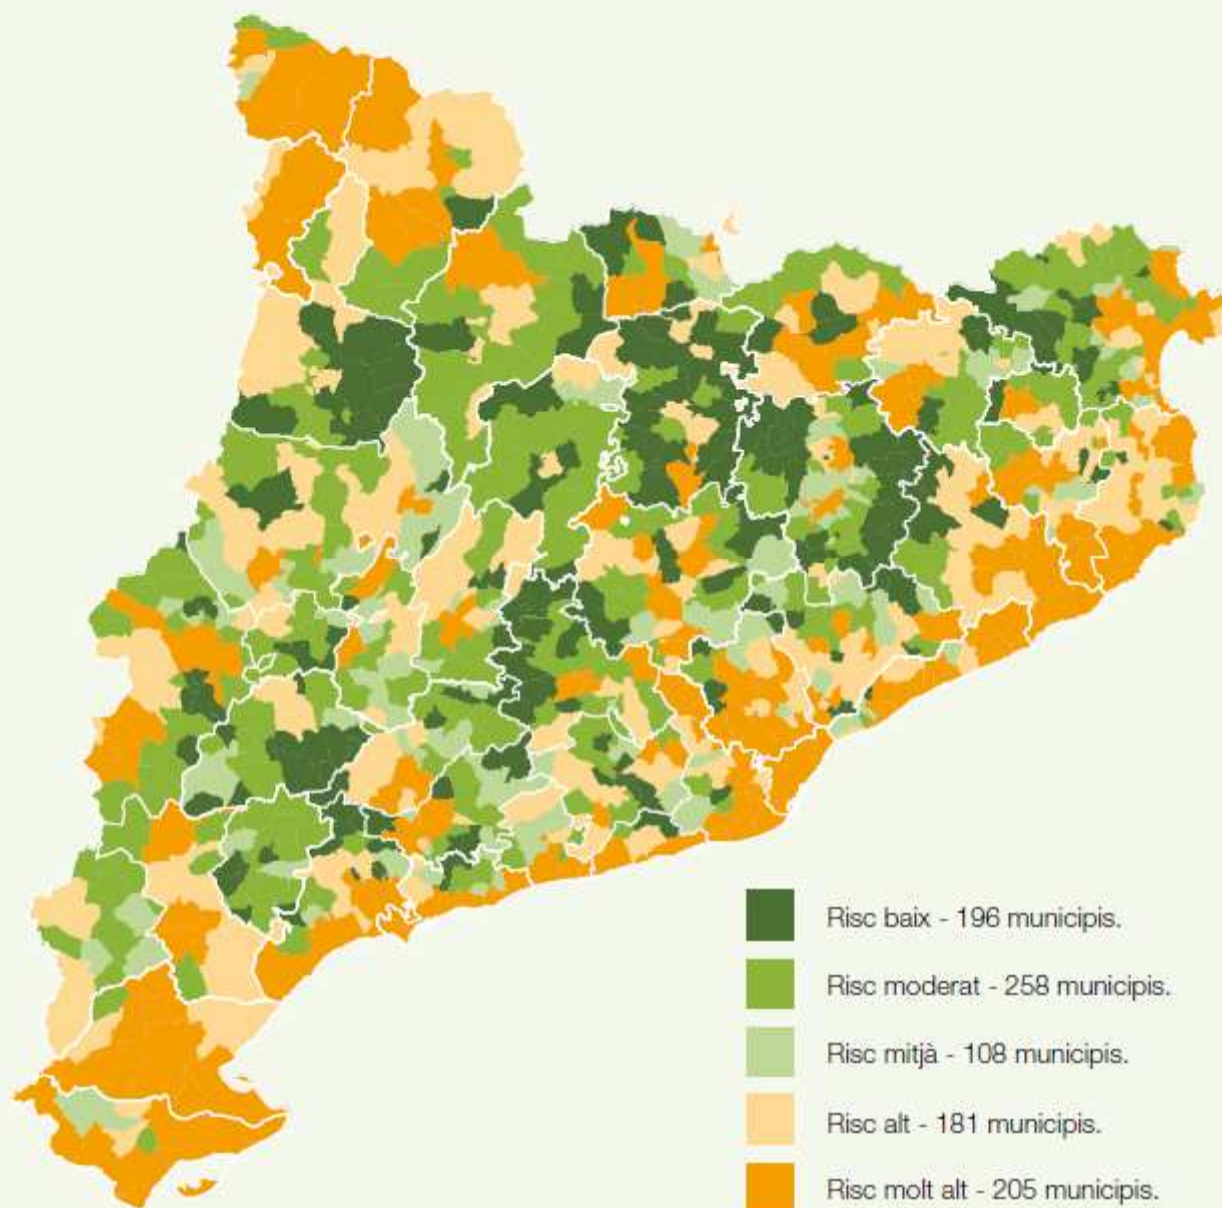 Risc baix - 196 municipis.
Risc moderat - 258 municipis.
Risc mitjà - 108 municipis.
Risc alt - 181 municipis.
Risc molt alt - 205 municipis.